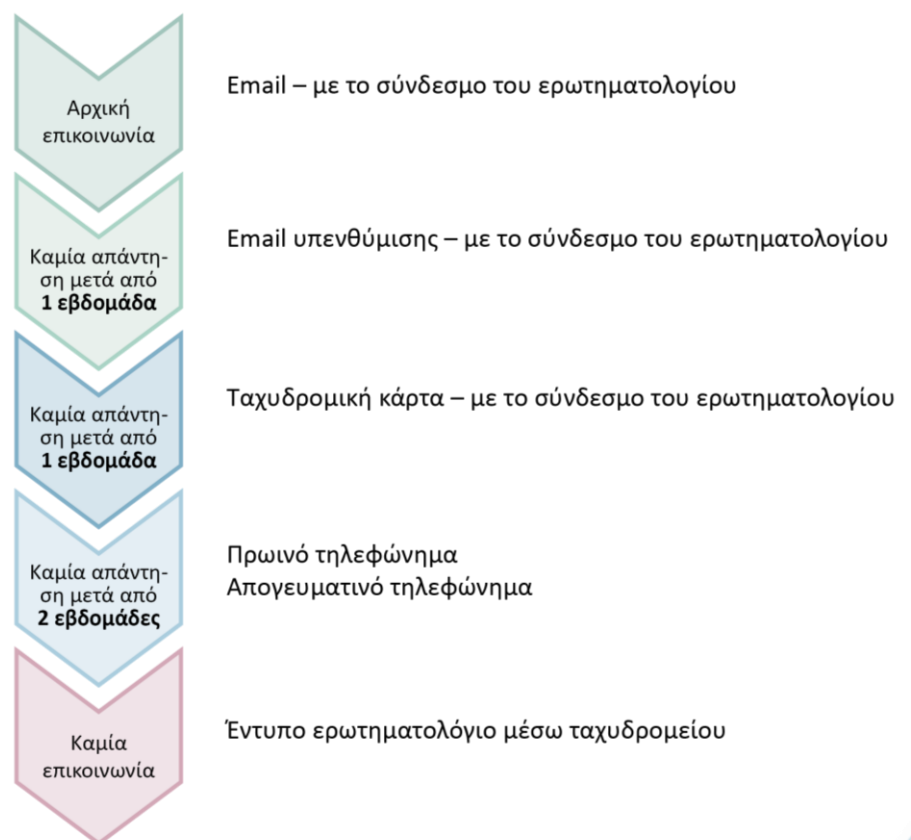 Αρχική
επικοινωνία
Email – με το σύνδεσμο του ερωτηματολογίου
Καμία απάντη-
ση μετά από
1 εβδομάδα
Email υπενθύμισης – με το σύνδεσμο του ερωτηματολογίου
Καμία απάντη-
ση μετά από
1 εβδομάδα
Ταχυδρομική κάρτα – με το σύνδεσμο του ερωτηματολογίου
Καμία απάντη-
ση μετά από
2 εβδομάδες
Πρωινό τηλεφώνημα
Απογευματινό τηλεφώνημα
Καμία
επικοινωνία
Έντυπο ερωτηματολόγιο μέσω ταχυδρομείου